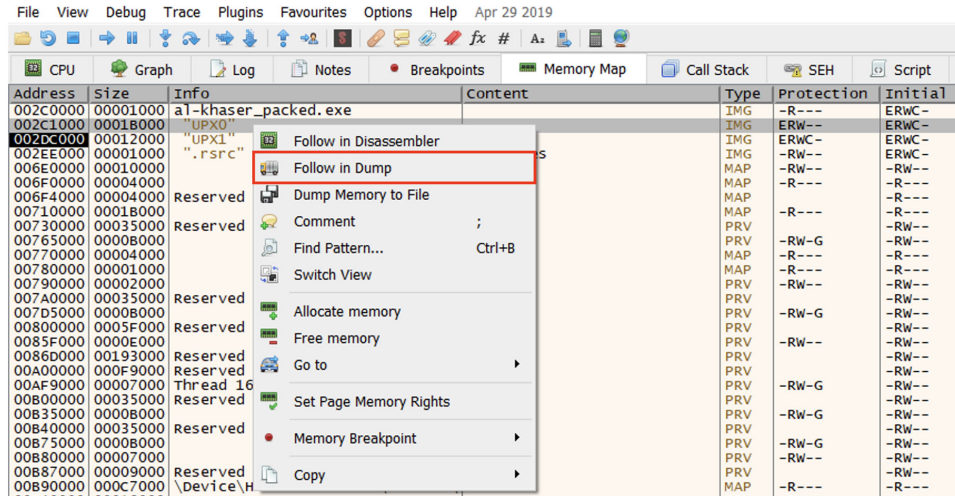 File View Debug Trace Plugins Favourites Options Help Apr 29 2019
CPU Graph Log Notes Breakpoints Memory Map Call Stack SEH Script
Address Size Info Content Type Protection Initial
002C0000 00001000 al-khaser_packed.exe IMG -R--- ERWC-
002C1000 0001B000 "UPX0" IMG ERW-- ERWC-
002DC000 00012000 "UPX1" IMG ERWC- ERWC-
002EE000 00001000 ".rsrc" es IMG -RW-- ERWC-
006E0000 00010000 MAP -RW-- -RW--
006F0000 00004000 MAP -R--- -R---
006F4000 00004000 Reserved MAP -R---
00710000 0001B000 MAP -R--- -R---
00730000 00035000 Reserved PRV -RW--
00765000 0000B000 PRV -RW-G -RW--
00770000 00004000 MAP -R--- -R---
00780000 00001000 MAP -R--- -R---
00790000 00002000 PRV -RW-- -RW--
007A0000 00035000 Reserved PRV -RW--
007D5000 0000B000 PRV -RW-G -RW--
00800000 0005F000 Reserved PRV -RW--
0085F000 0000E000 PRV -RW-- -RW--
0086D000 00193000 Reserved PRV -RW--
00A00000 000F9000 Reserved PRV -RW--
00AF9000 00007000 Thread 16 PRV -RW-G -RW--
00B00000 00035000 Reserved PRV -RW--
00B35000 0000B000 PRV -RW-G -RW--
00B40000 00035000 Reserved PRV -RW--
00B75000 0000B000 PRV -RW-G -RW--
00B80000 00007000 PRV -RW-- -RW--
00B87000 00009000 Reserved PRV -RW--
00B90000 000C7000 \Device\H MAP -R--- -R---
Follow in Disassembler
Follow in Dump
Dump Memory to File
Comment ;
Find Pattern... Ctrl+B
Switch View
Allocate memory
Free memory
Go to
Set Page Memory Rights
Memory Breakpoint
Copy